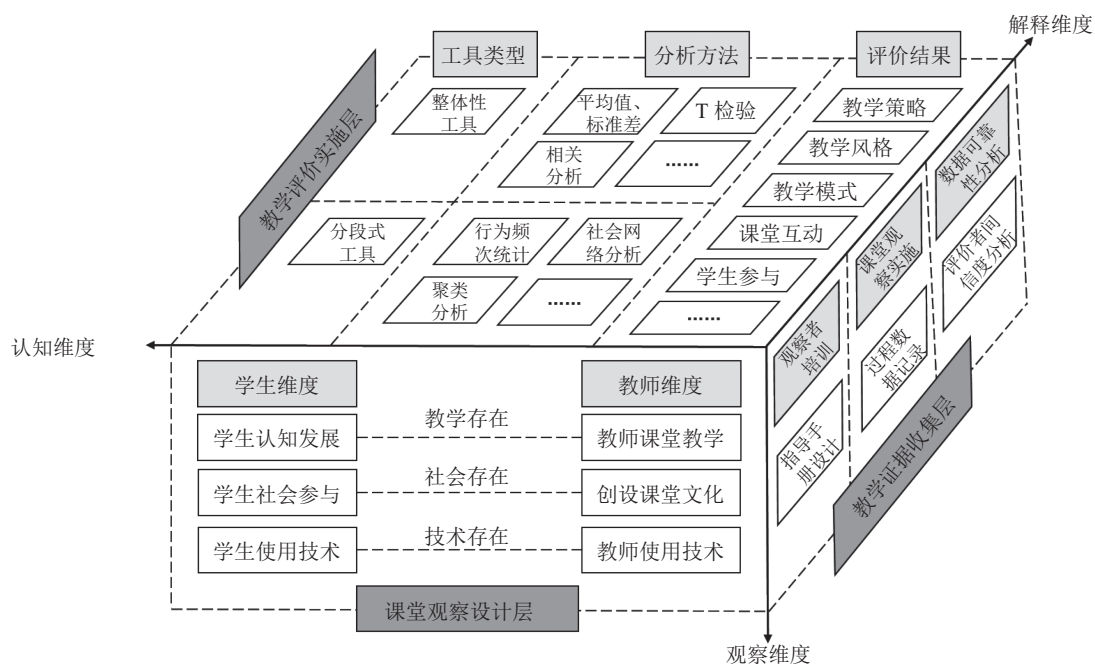 解释维度
工具类型
分析方法
评价结果
教学评价实施层
整体性
工具
平均值、
标准差
T 检验
相关
分析
......
分段式
工具
行为频
次统计
社会网
络分析
聚类
分析
......
教学策略
教学风格
教学模式
课堂互动
学生参与
......
数据可靠
性分析
课堂观
察实施
观察者
培训
评价者间
信度分析
过程数
据记录
指导手
册设计
教学证据收集层
认知维度
学生维度
教师维度
学生认知发展
教学存在
教师课堂教学
学生社会参与
社会存在
创设课堂文化
学生使用技术
技术存在
教师使用技术
课堂观察设计层
观察维度